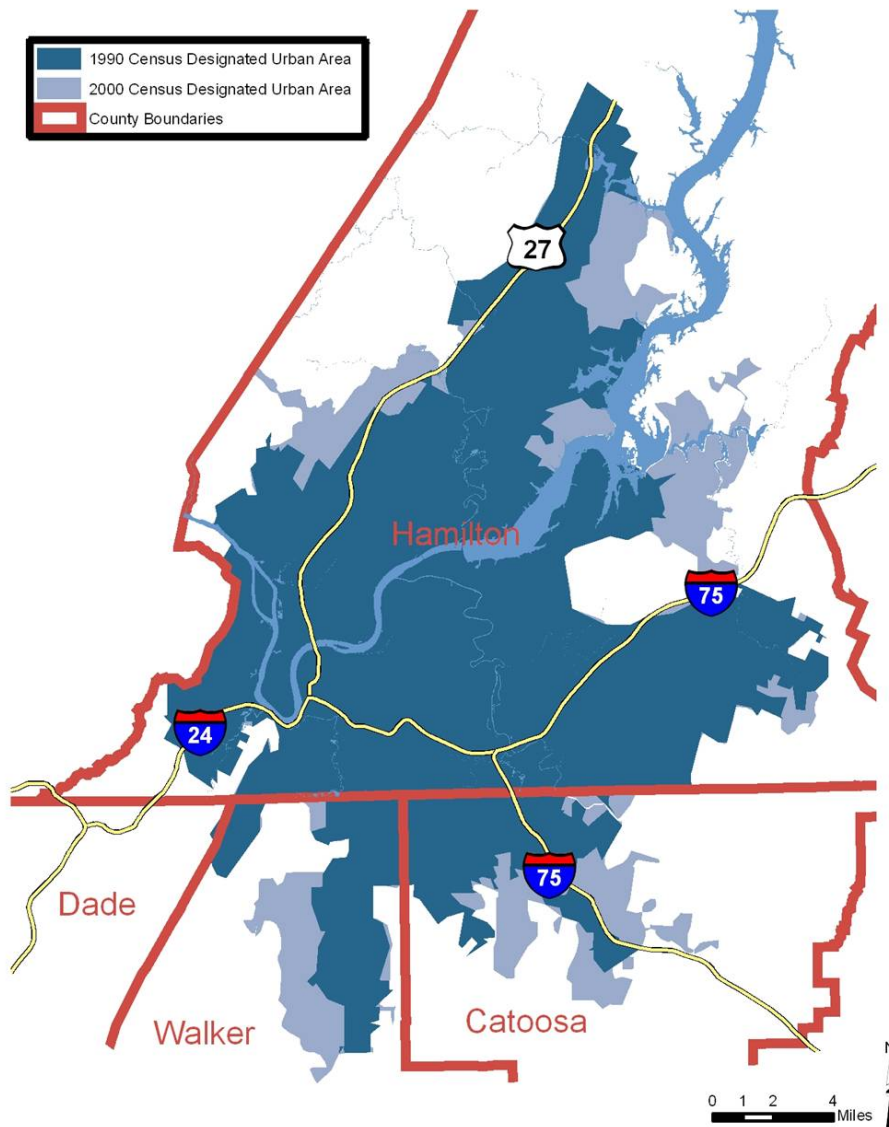 1990 Census Designated Urban Area
2000 Census Designated Urban Area
County Boundaries
27
Hamilton
75
24
75
Dade
Walker
Catoosa
N
0 1 2 4
Miles